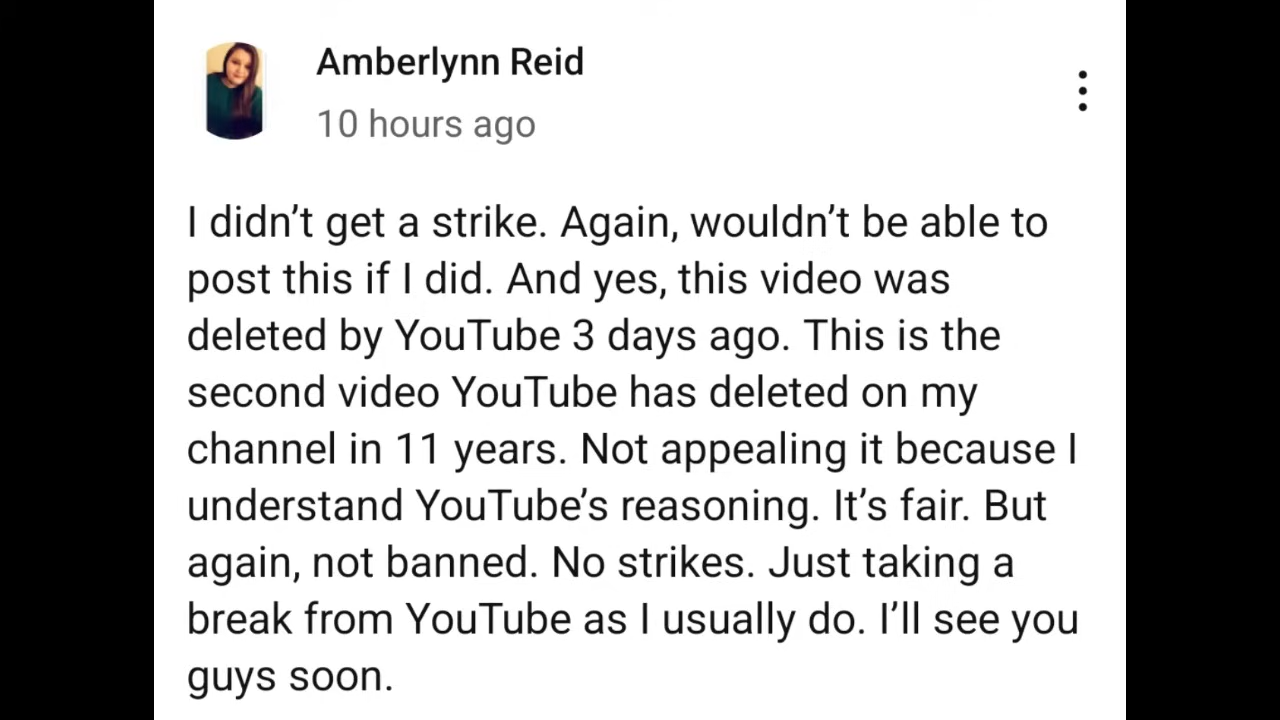 Amberlynn Reid
10 hours ago
I didn’t get a strike. Again, wouldn’t be able to
post this if I did. And yes, this video was
deleted by YouTube 3 days ago. This is the
second video YouTube has deleted on my
channel in 11 years. Not appealing it because I
understand YouTube’s reasoning. It’s fair. But
again, not banned. No strikes. Just taking a
break from YouTube as I usually do. I’ll see you
guys soon.